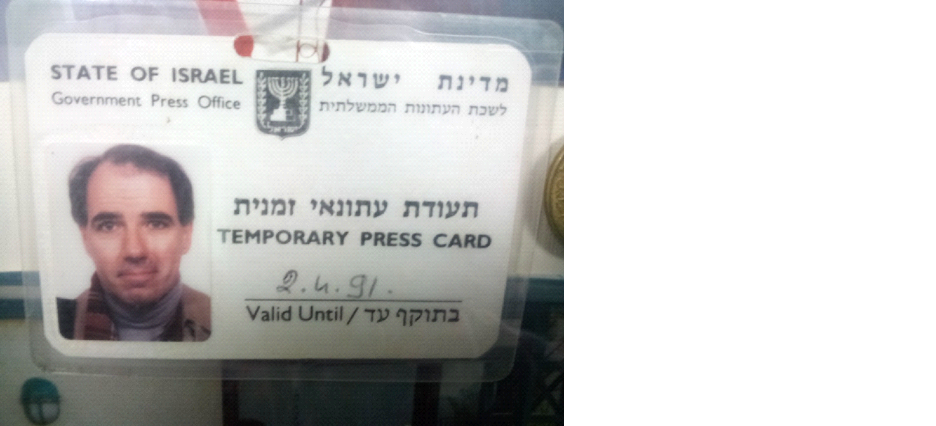 STATE OF ISRAEL
מדינת ישראל
Government Press Office
לשכת העתונות הממשלתית
תעודת עתונאי זמנית
TEMPORARY PRESS CARD
2.4.91.
Valid Until / בתוקף עד